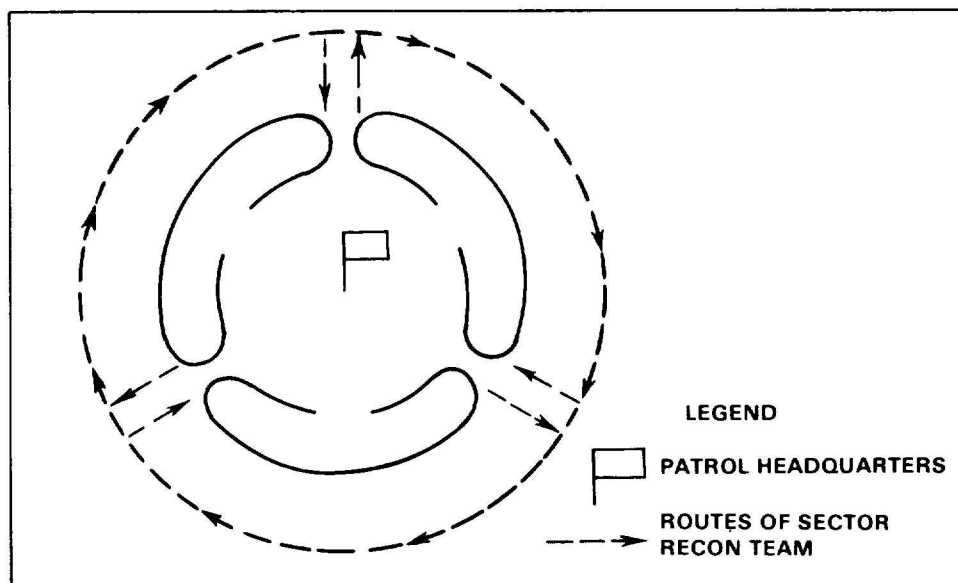 LEGEND
PATROL HEADQUARTERS
ROUTES OF SECTOR
RECON TEAM